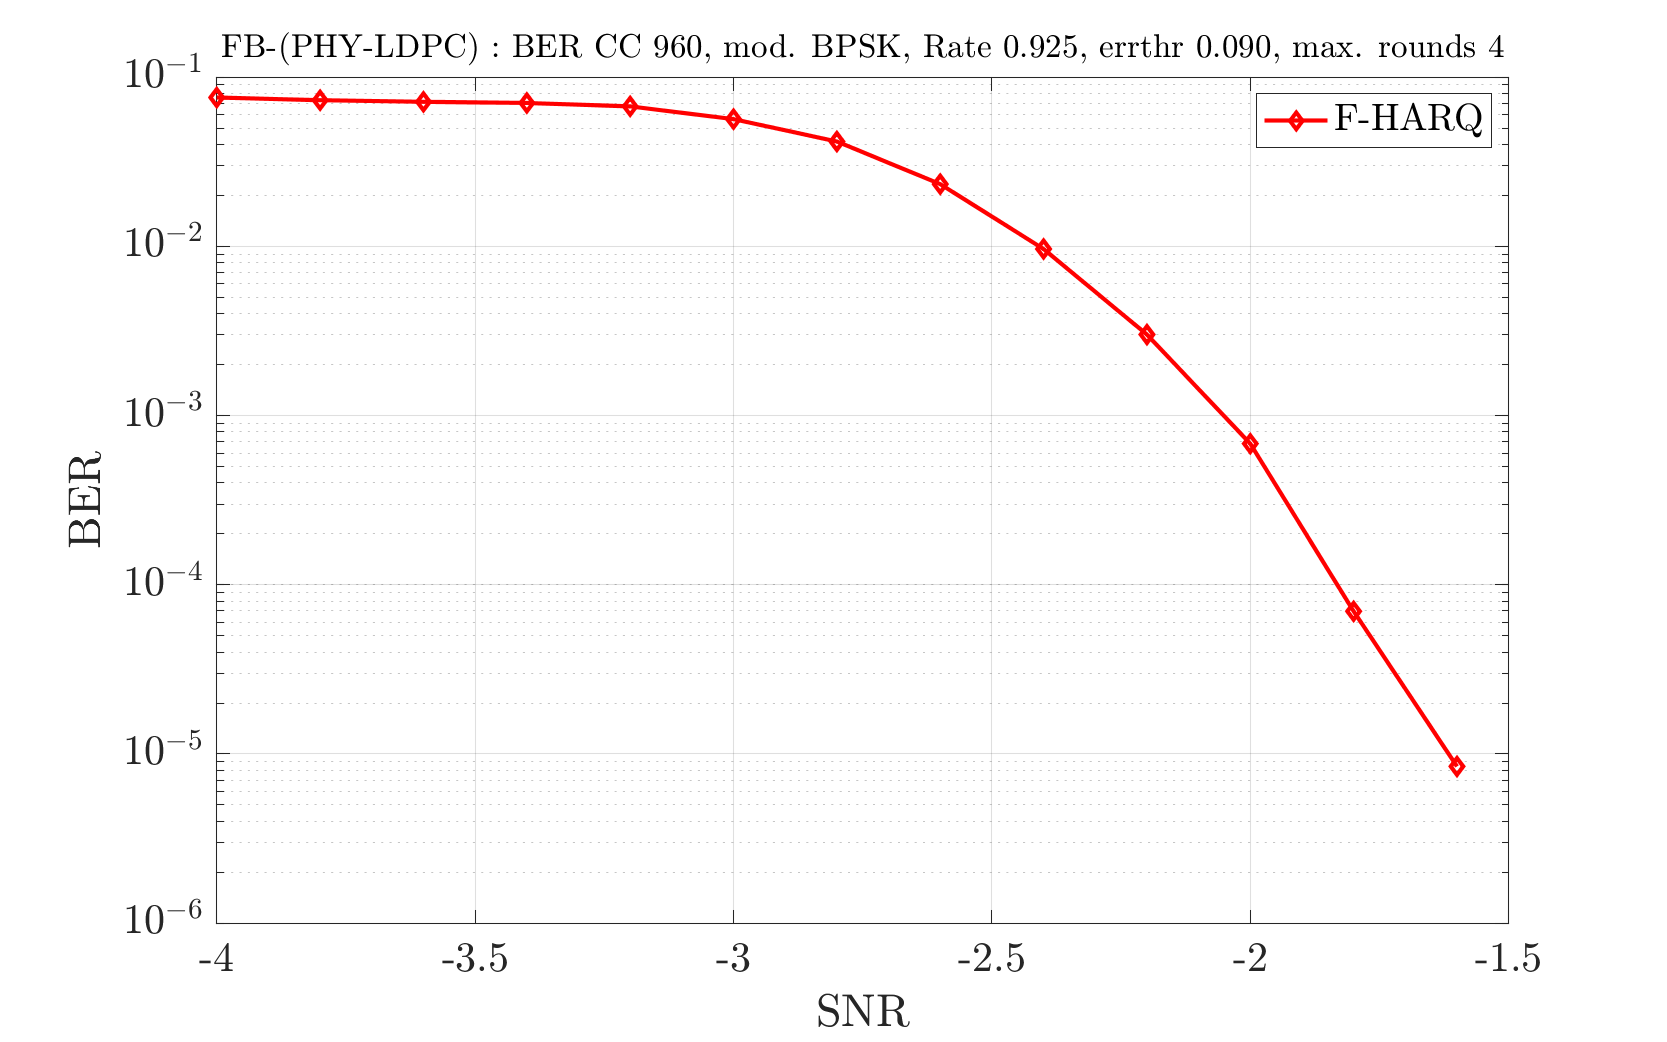 FB-(PHY-LDPC) : BER CC 960, mod. BPSK, Rate 0.925, errthr 0.090, max. rounds 4
F-HARQ
10⁻¹
10⁻²
10⁻³
10⁻⁴
10⁻⁵
10⁻⁶
BER
-4 -3.5 -3 -2.5 -2 -1.5
SNR